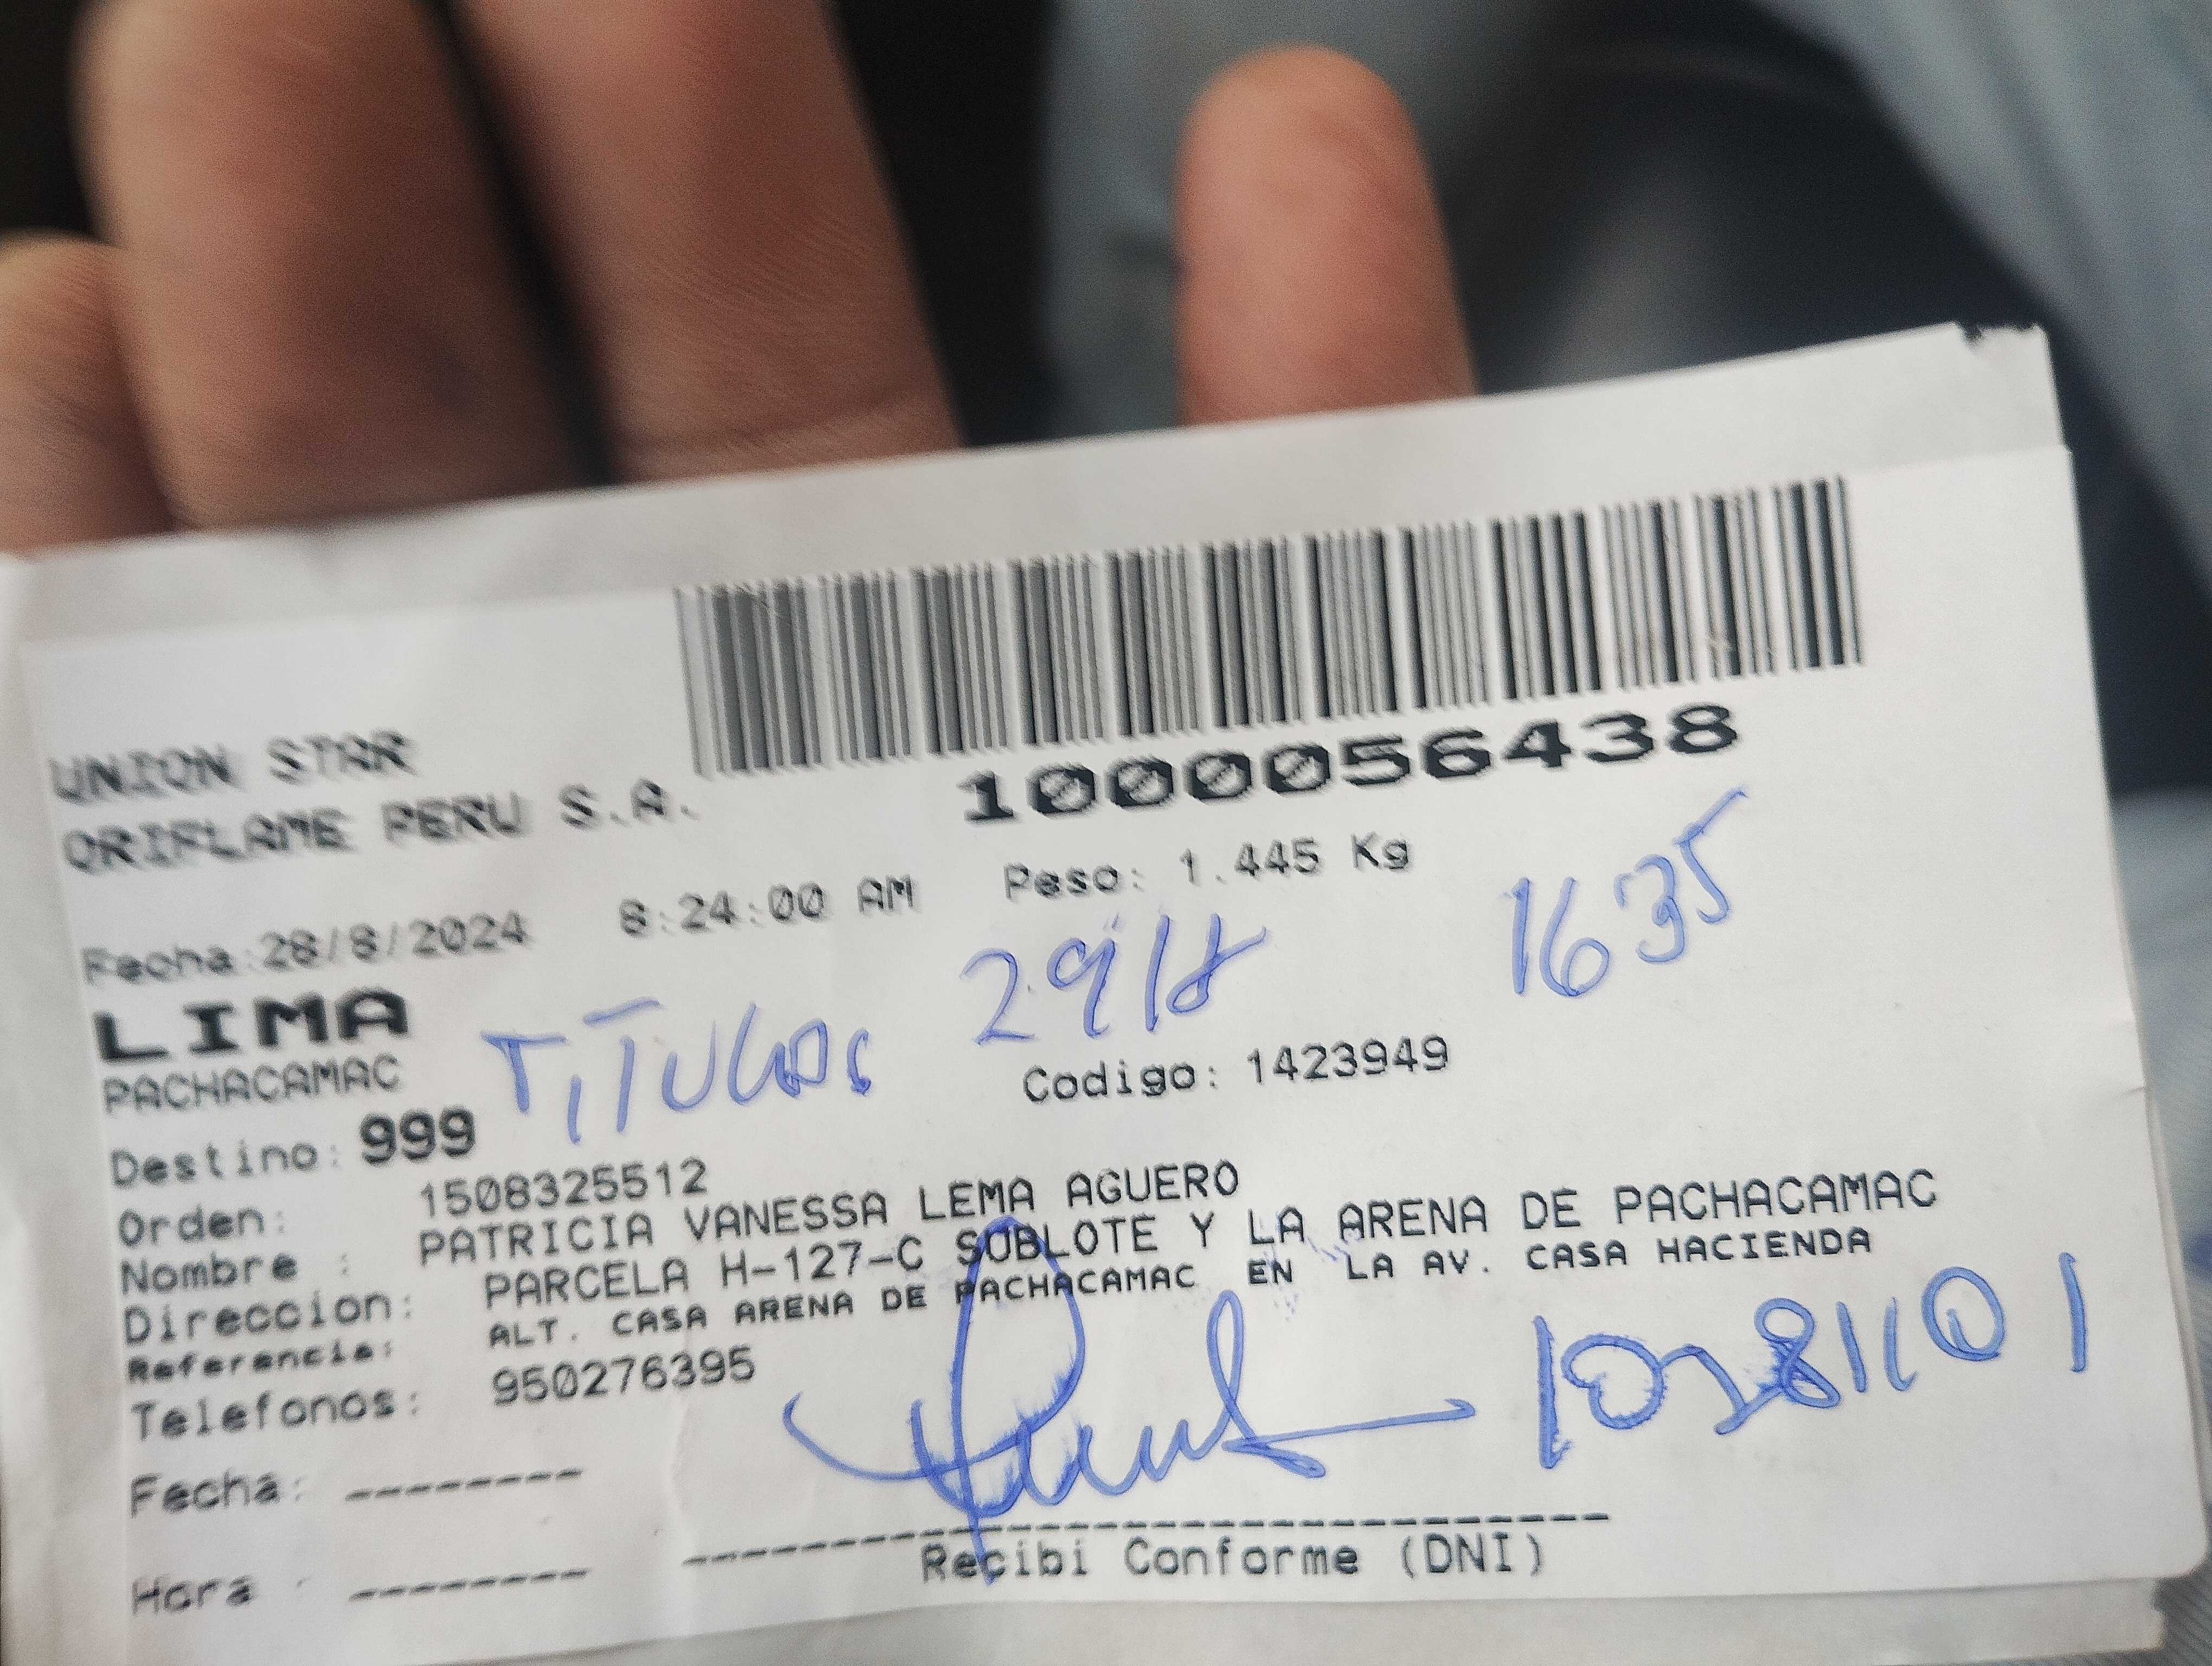 UNION STAR
ORIFLAME PERU S.A.
1000056438
Fecha:28/8/2024 8:24:00 AM Peso: 1.445 Kg
1635
LIMA
PACHACAMAC
TITULAR 29/8
Codigo: 1423949
Destino: 999
Orden: 1508325512
Nombre : PATRICIA VANESSA LEMA AGUERO
Direccion: PARCELA H-127-C SUBLOTE Y LA ARENA DE PACHACAMAC
Referencia: ALT. CASA ARENA DE PACHACAMAC EN LA AV. CASA HACIENDA
Telefonos: 950276395
Fecha: --------
Hora : --------
Recibi Conforme (DNI)